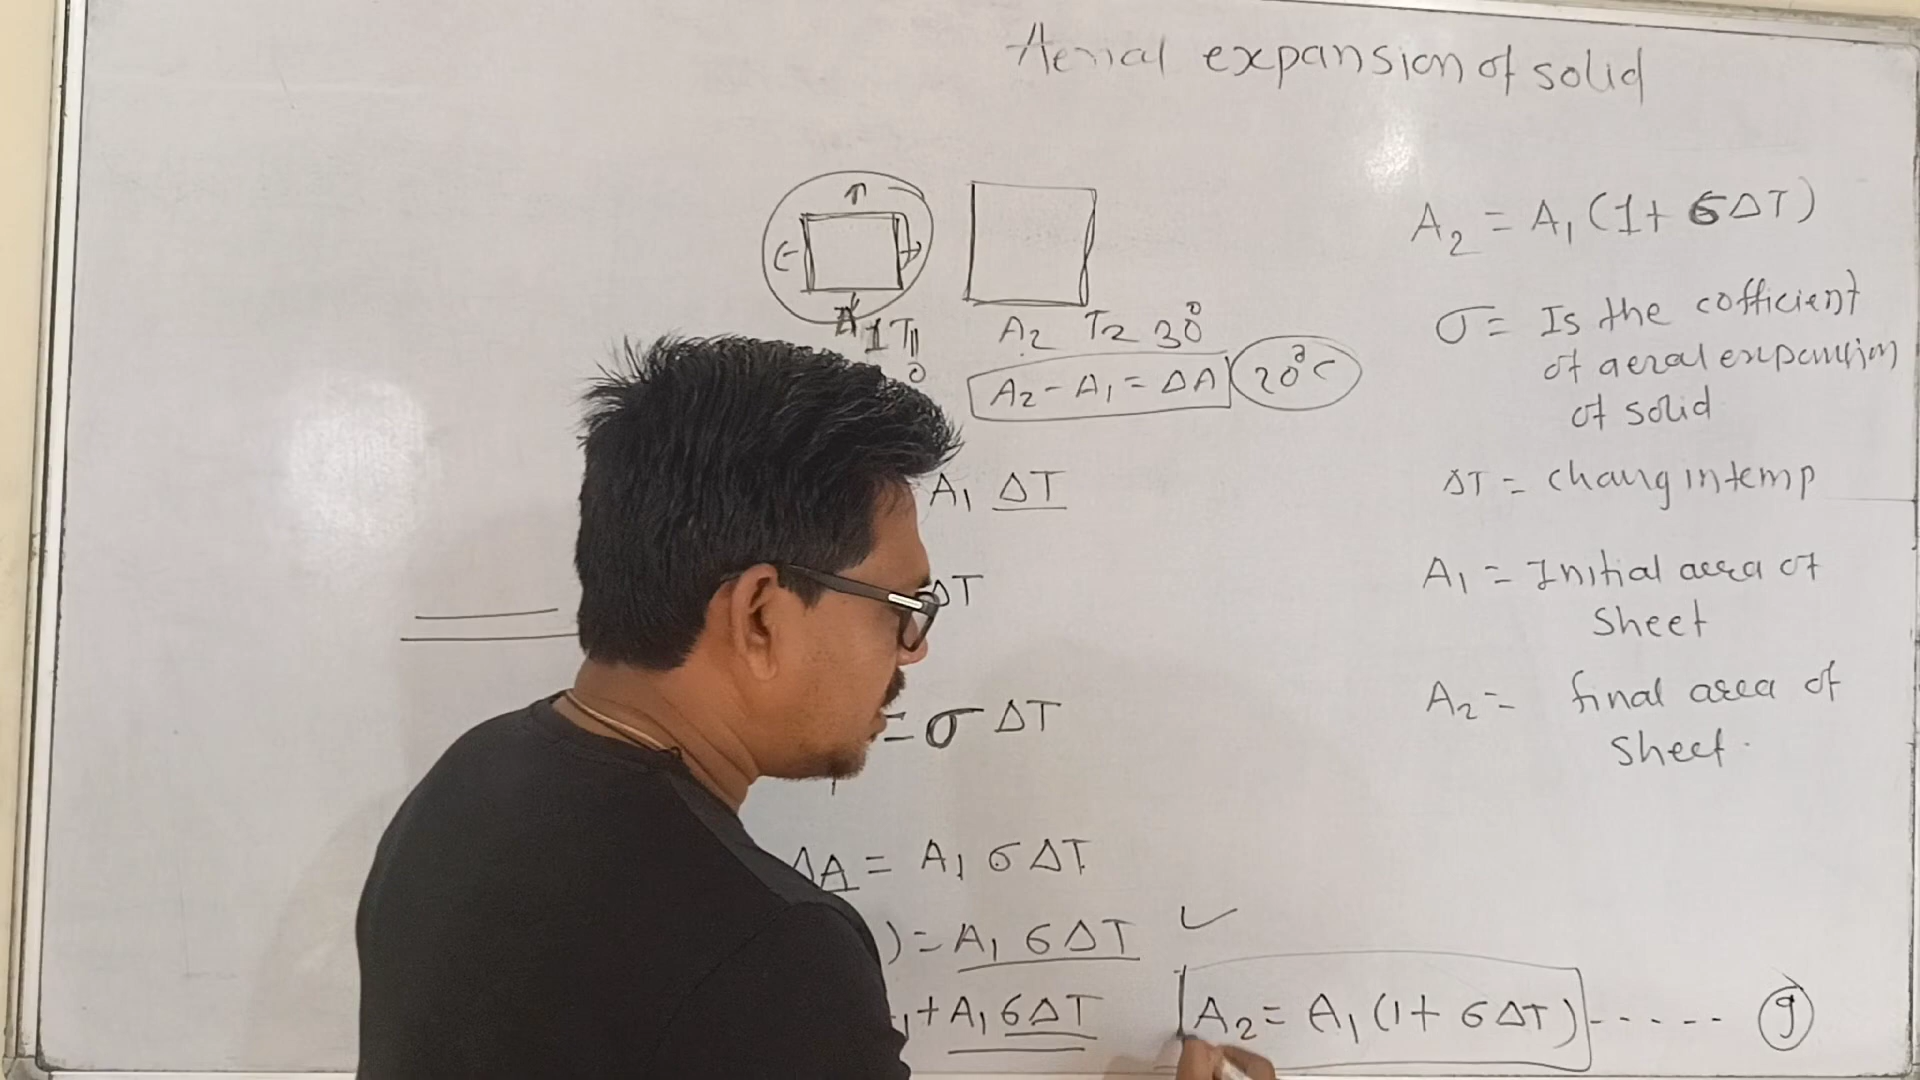 Aerial expansion of solid
A1 T1
0
A2 T2 30°
A2 - A1 = ΔA 20°C
A1 ΔT
ΔT
= σ ΔT
ΔA = A1 σ ΔT
) = A1 σ ΔT
+ A1 σ ΔT
A2 = A1 (1 + σ ΔT) ----- 9
A2 = A1 (1 + σ ΔT)
σ = Is the cofficient
of aeral expansion
of solid
ΔT = chang in temp
A1 = Initial area of
sheet
A2 = final area of
sheet.